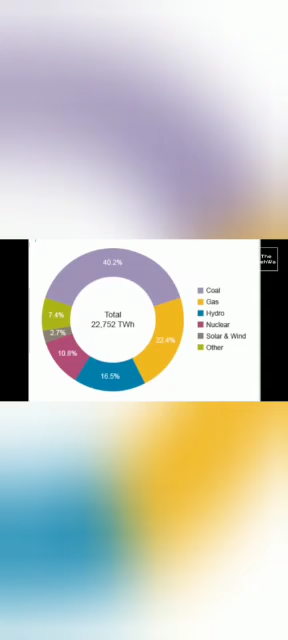 The
40.2%
Total
22,752 TWh
7.4%
2.7%
10.8%
16.5%
22.4%
Coal
Gas
Hydro
Nuclear
Solar & Wind
Other